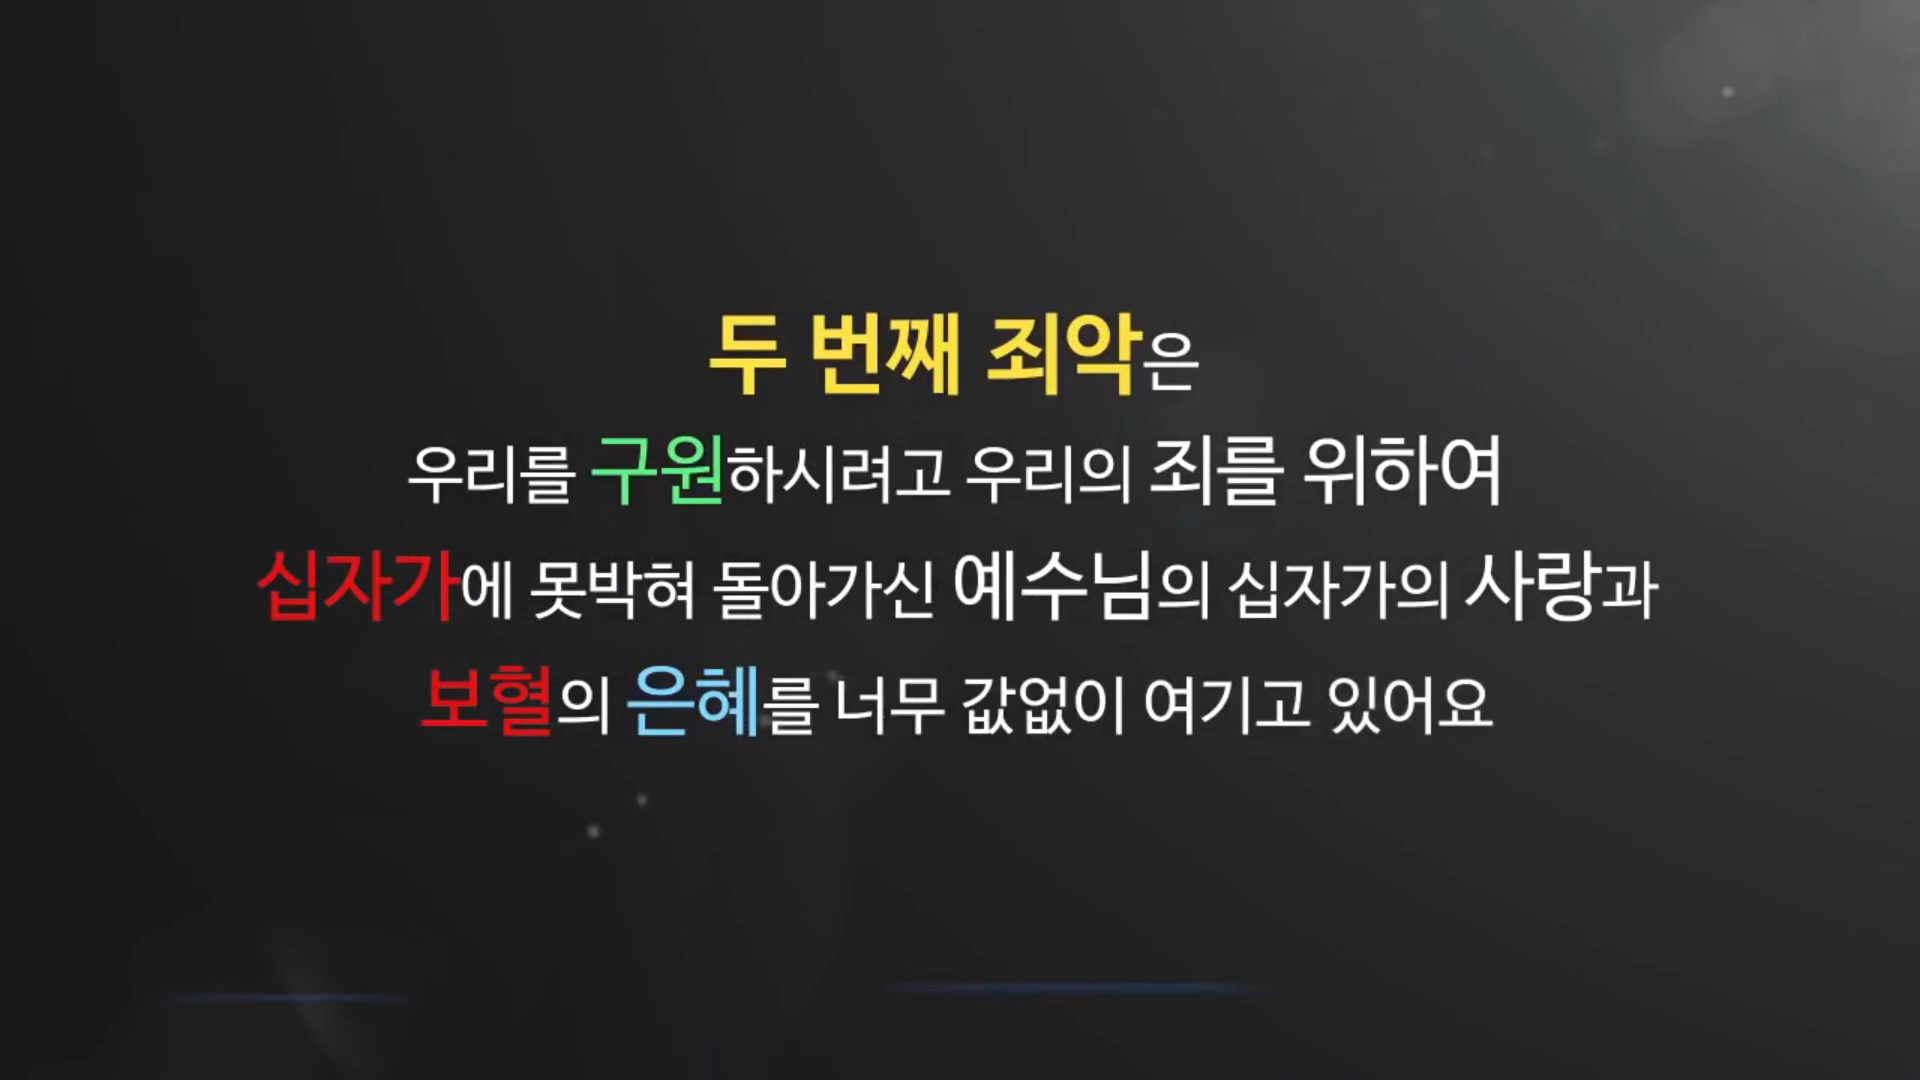 두 번째 죄악은
우리를 구원하시려고 우리의 죄를 위하여
십자가에 못박혀 돌아가신 예수님의 십자가의 사랑과
보혈의 은혜를 너무 값없이 여기고 있어요